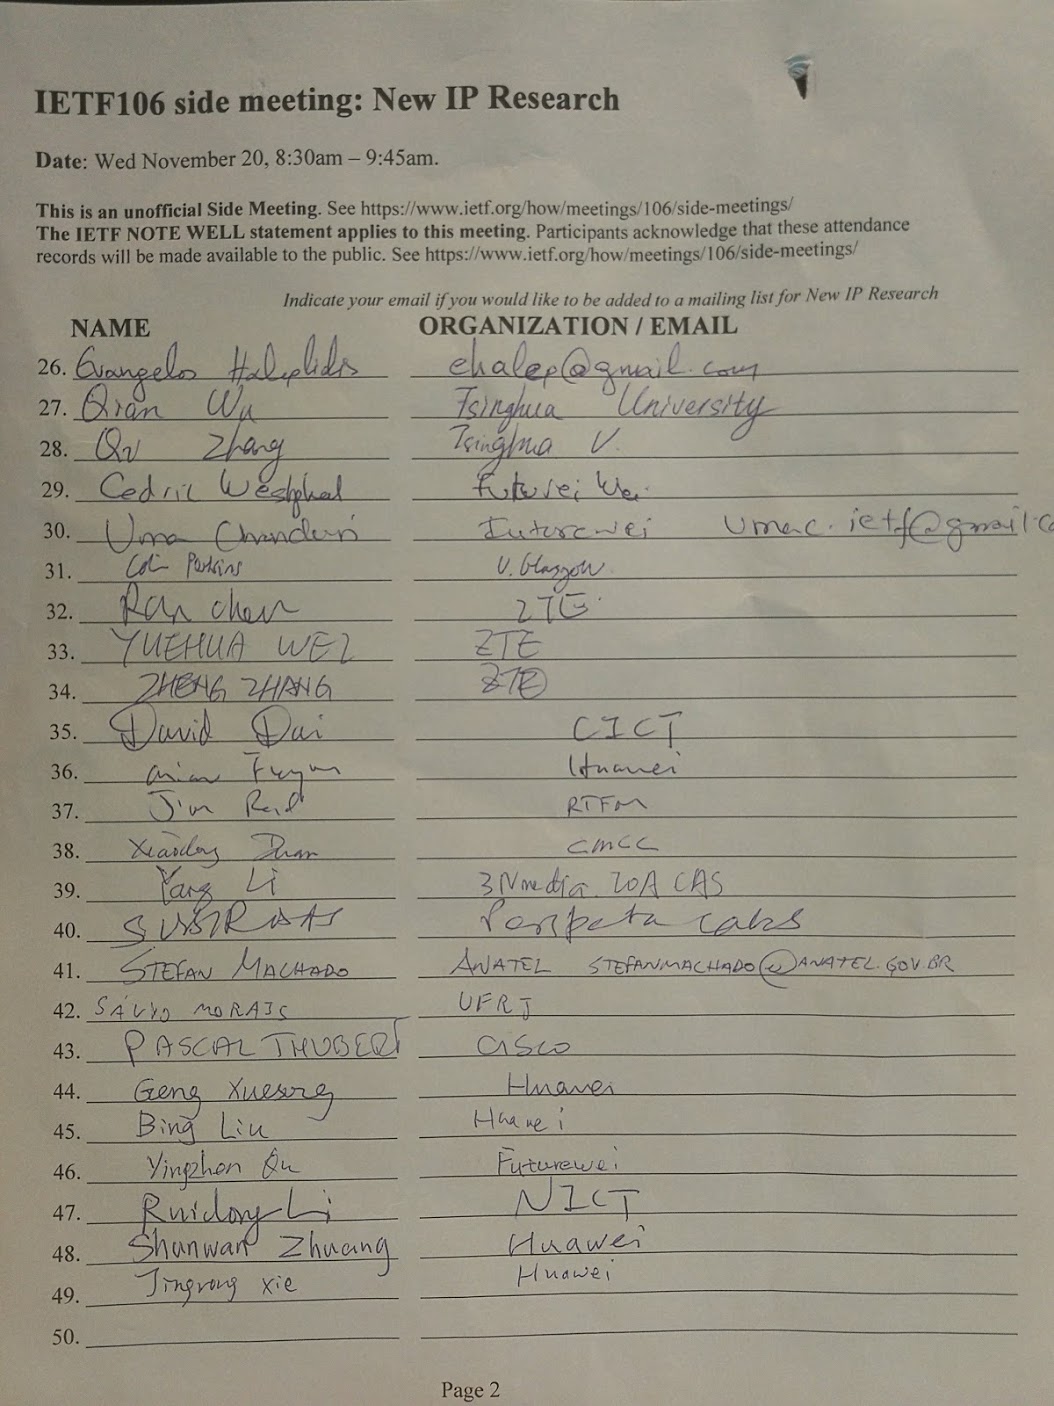 IETF106 side meeting: New IP Research
Date: Wed November 20, 8:30am – 9:45am.
This is an unofficial Side Meeting. See https://www.ietf.org/how/meetings/106/side-meetings/
The IETF NOTE WELL statement applies to this meeting. Participants acknowledge that these attendance
records will be made available to the public. See https://www.ietf.org/how/meetings/106/side-meetings/
Indicate your email if you would like to be added to a mailing list for New IP Research
NAME ORGANIZATION / EMAIL
26. Evangelos Haleplidis ehalep@gmail.com
27. Qian Wu Tsinghua University
28. Zhang Tsinghua U.
29. Cedric Westphal Futurei Wei
30. Uma Chunduri Futurewei umac.ietf@gmail.co
31. Colin Perkins U. Glasgow
32. Ran chen ZTE
33. YUEHUA WEI ZTE
34. ZHENG ZHANG ZTE
35. David Dai CICT
36. Huawei
37. Jim Reid RTFM
38. Xiaodong Duan CMCC
39. Yang Li 3Nmedia CAS
40. Labs
41. STEFAN MACHADO ANATEL STEFANMACHADO@ANATEL.GOV.BR
42. SÁVYO MORAIS UFRJ
43. PASCAL THUBERT CISCO
44. Geng Xuesong Huawei
45. Bing Liu Huawei
46. Yingzhen Qu Futurewei
47. Ruidong Li NICT
48. Shunwan Zhuang Huawei
49. Jingrong Xie Huawei
50.
Page 2